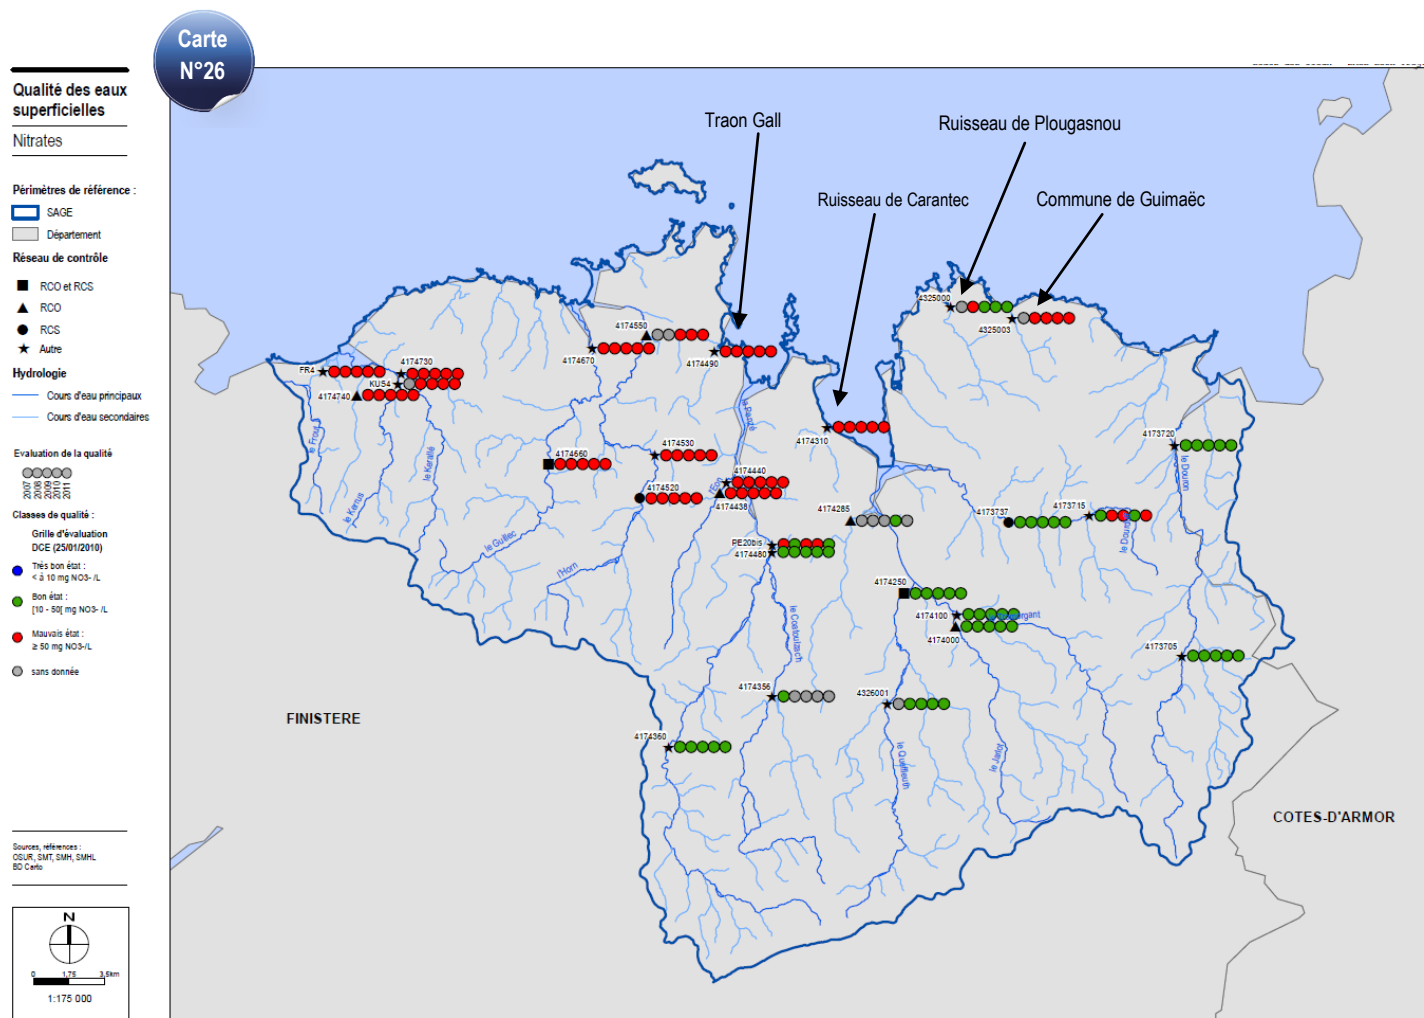 Carte
N°26
Qualité des eaux
superficielles
Nitrates
Périmètres de référence :
SAGE
Département
Réseau de contrôle
RCO et RCS
RCO
RCS
Autre
Hydrologie
Cours d'eau principaux
Cours d'eau secondaires
Evaluation de la qualité
2007
2008
2009
2010
2011
Classes de qualité :
Grille d'évaluation
DCE (25/01/2010)
Très bon état :
< à 10 mg NO3- /L
Bon état :
[10 - 50[ mg NO3- /L
Mauvais état :
≥ 50 mg NO3-/L
sans donnée
Sources, références :
OSUR, SMT, SMH, SMHL
BD Carto
N
0 1,75 3,5km
1:175 000
Traon Gall
Ruisseau de Plougasnou
Ruisseau de Carantec
Commune de Guimaëc
4325000
4325003
4174550
4174670
4174490
FR4
4174730
KU54
4174740
4174310
4173720
le Frout
le Kerrus
le Kerallé
la Penzé
le Douron
4174530
4174660
4174440
4174520
l'Eon
4174438
4174285
4173737
4173715
le Dourdu
le Guillec
l'Horn
PE20bis
4174480
4174250
4174100
4174000
4173705
le Coatoulzach
4174356
4326001
4174360
le Queffleuth
le Jarlot
FINISTERE
COTES-D'ARMOR